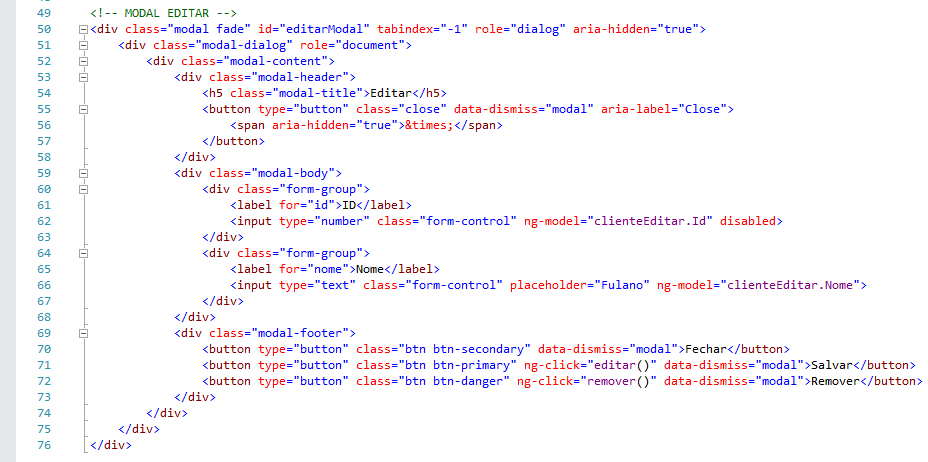 49 <!-- MODAL EDITAR -->
50 <div class="modal fade" id="editarModal" tabindex="-1" role="dialog" aria-hidden="true">
51 <div class="modal-dialog" role="document">
52 <div class="modal-content">
53 <div class="modal-header">
54 <h5 class="modal-title">Editar</h5>
55 <button type="button" class="close" data-dismiss="modal" aria-label="Close">
56 <span aria-hidden="true">&times;</span>
57 </button>
58 </div>
59 <div class="modal-body">
60 <div class="form-group">
61 <label for="id">ID</label>
62 <input type="number" class="form-control" ng-model="clienteEditar.Id" disabled>
63 </div>
64 <div class="form-group">
65 <label for="nome">Nome</label>
66 <input type="text" class="form-control" placeholder="Fulano" ng-model="clienteEditar.Nome">
67 </div>
68 </div>
69 <div class="modal-footer">
70 <button type="button" class="btn btn-secondary" data-dismiss="modal">Fechar</button>
71 <button type="button" class="btn btn-primary" ng-click="editar()" data-dismiss="modal">Salvar</button>
72 <button type="button" class="btn btn-danger" ng-click="remover()" data-dismiss="modal">Remover</button>
73 </div>
74 </div>
75 </div>
76 </div>